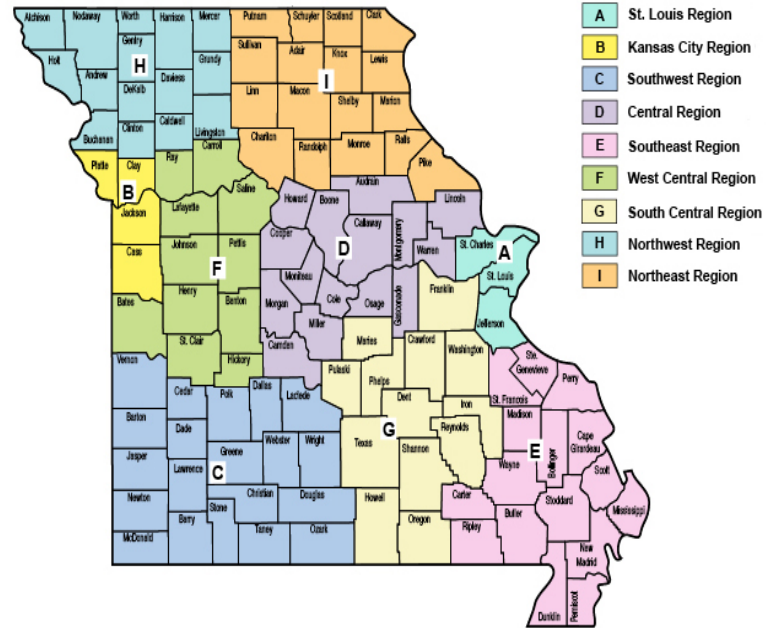 Atchison Nodaway Worth Harrison Mercer Putnam Schuyler Scotland Clark
Gentry
Sullivan Adair Knox Lewis
Holt Andrew H Daviess Grundy
DeKalb
Linn Macon I
Shelby Marion
Buchanan Clinton Caldwell Livingston
Carroll Chariton Randolph Monroe Ralls
Platte Clay Ray Pike
B
Saline Howard Boone Audrain
Jackson Lafayette Callaway Montgomery Lincoln
Cooper D Warren St. Charles A
Cass Johnson Pettis St. Louis
F Moniteau
Bates Henry Benton Morgan Cole Osage Gasconade Franklin
Miller Jefferson
St. Clair Hickory Camden Maries Crawford Washington
Vernon Pulaski Phelps Ste.
Genevieve Perry
Cedar Polk Dallas Laclede Dent Iron St. Francois
Barton Dade Madison
Greene Webster Wright Texas G Reynolds
Jasper Lawrence C Shannon Wayne E Bollinger Cape
Girardeau
Scott
Newton Christian Douglas Howell Carter Stoddard Mississippi
Stone Butler
McDonald Barry Taney Ozark Oregon Ripley
New
Madrid
Dunklin Pemiscot
A St. Louis Region
B Kansas City Region
C Southwest Region
D Central Region
E Southeast Region
F West Central Region
G South Central Region
H Northwest Region
I Northeast Region